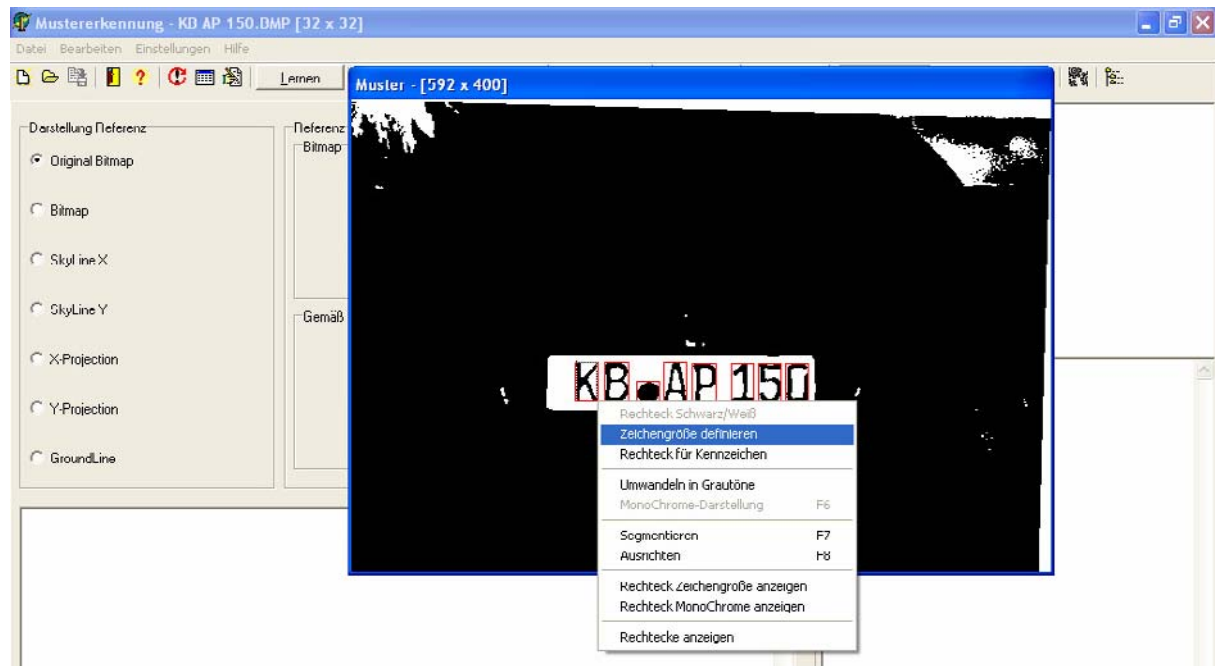 Mustererkennung - KD AP 150.DMP [32 x 32]
Datei Bearbeiten Einstellungen Hilfe
Lernen
Muster - [592 x 400]
Darstellung Referenz
Referenz
Original Bitmap
Bitmap
Bitmap
SkyLine X
SkyLine Y
Gemäß
X-Projection
Y-Projection
GroundLine
KB AP 150
Rechteck Schwarz/Weiß
Zeichengröße definieren
Rechteck für Kennzeichen
Umwandeln in Grautöne
MonoChrome-Darstellung F6
Segmentieren F7
Ausrichten F8
Rechteck Zeichengröße anzeigen
Rechteck MonoChrome anzeigen
Rechtecke anzeigen